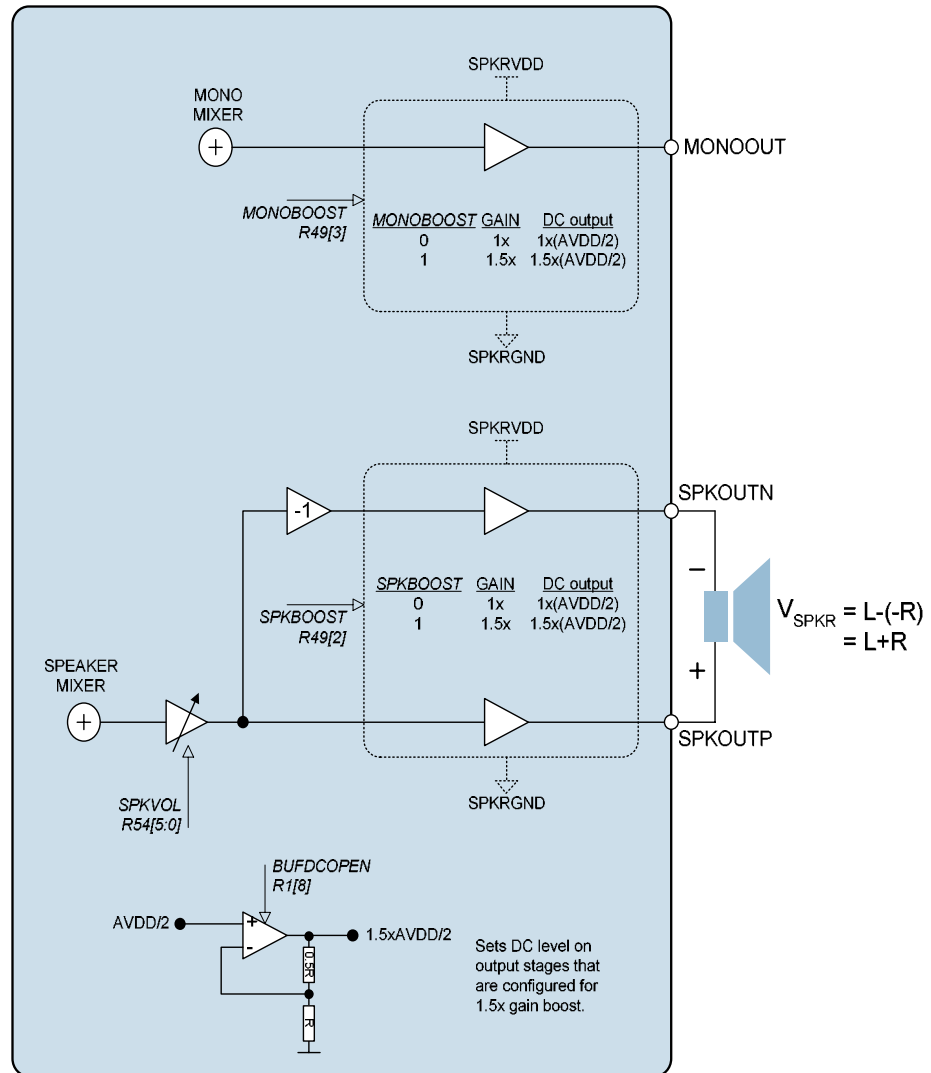 SPKRVDD
MONO
MIXER
+
MONOOUT
MONOBOOST
R49[3]
MONOBOOST GAIN DC output
0 1x 1x(AVDD/2)
1 1.5x 1.5x(AVDD/2)
SPKRGND
SPKRVDD
SPKOUTN
-1
SPKBOOST
R49[2]
SPKBOOST GAIN DC output
0 1x 1x(AVDD/2)
1 1.5x 1.5x(AVDD/2)
−
+
VSPKR = L-(-R)
= L+R
SPEAKER
MIXER
+
SPKOUTP
SPKRGND
SPKVOL
R54[5:0]
BUFDCOPEN
R1[8]
AVDD/2
+
-
1.5xAVDD/2
0.5R
R
Sets DC level on
output stages that
are configured for
1.5x gain boost.